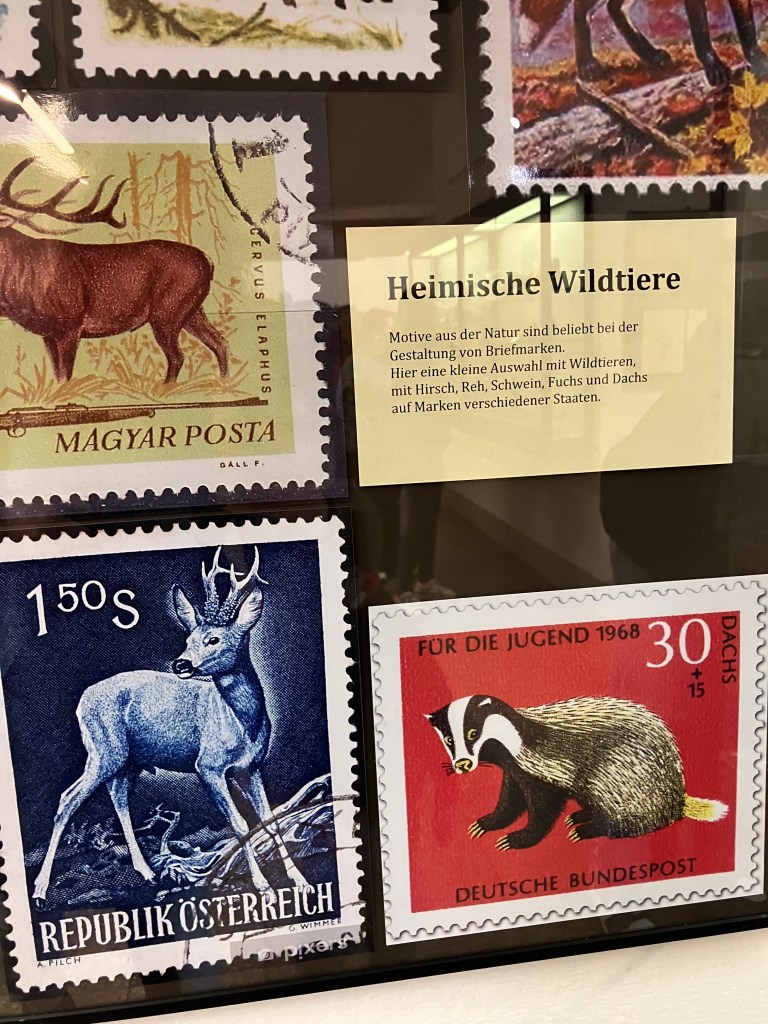 CERVUS ELAPHUS
MAGYAR POSTA
GÁLL F.
Heimische Wildtiere
Motive aus der Natur sind beliebt bei der
Gestaltung von Briefmarken.
Hier eine kleine Auswahl mit Wildtieren,
mit Hirsch, Reh, Schwein, Fuchs und Dachs
auf Marken verschiedener Staaten.
1 50 S
REPUBLIK ÖSTERREICH
A. PILCH
G. WIMMER
pixers
FÜR DIE JUGEND 1968
30
+
15
DACHS
DEUTSCHE BUNDESPOST